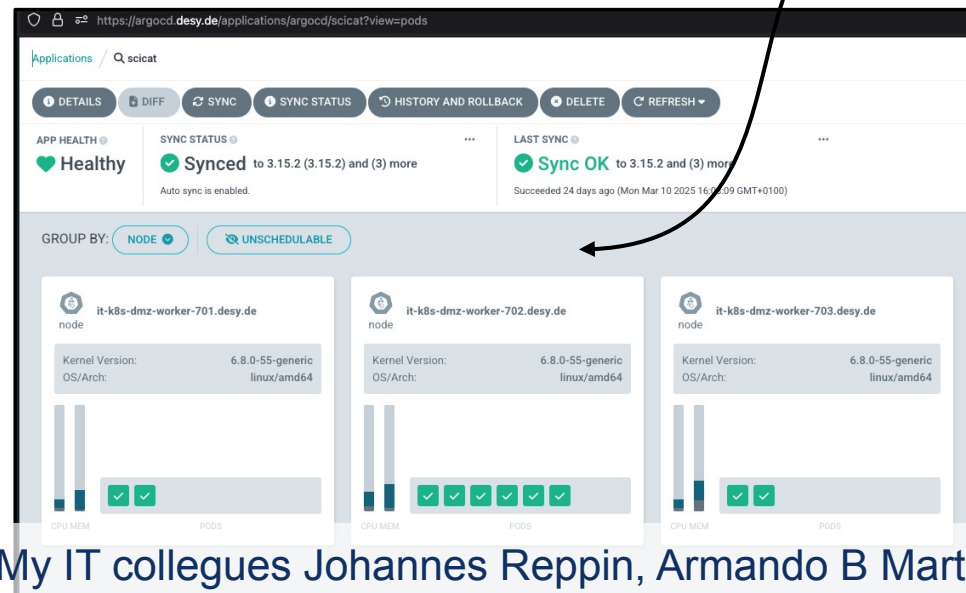 https://argocd.desy.de/applications/argocd/scicat?view=pods
Applications / scicat
DETAILS DIFF SYNC SYNC STATUS HISTORY AND ROLLBACK DELETE REFRESH
APP HEALTH SYNC STATUS ... LAST SYNC ...
Healthy Synced to 3.15.2 (3.15.2) and (3) more Sync OK to 3.15.2 and (3) more
Auto sync is enabled. Succeeded 24 days ago (Mon Mar 10 2025 GMT+0100)
GROUP BY: NODE UNSCHEDULABLE
it-k8s-dmz-worker-701.desy.de it-k8s-dmz-worker-702.desy.de it-k8s-dmz-worker-703.desy.de
node node node
Kernel Version: 6.8.0-55-generic Kernel Version: 6.8.0-55-generic Kernel Version: 6.8.0-55-generic
OS/Arch: linux/amd64 OS/Arch: linux/amd64 OS/Arch: linux/amd64
CPU MEM PODS CPU MEM PODS CPU MEM PODS
My IT collegues Johannes Reppin, Armando B Mart